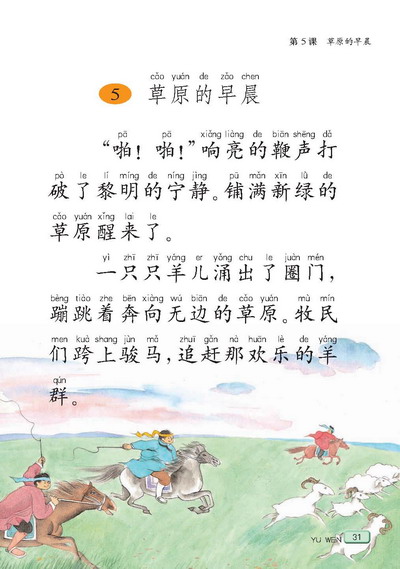 第5课 草原的早晨
cǎo yuán de zǎo chen
5 草原的早晨
pā pā xiǎng liàng de biān shēng dǎ
“啪！啪！”响亮的鞭声打
pò le lí míng de níng jìng pū mǎn xīn lǜ de
破了黎明的宁静。铺满新绿的
cǎo yuán xǐng lai le
草原醒来了。
yì zhī zhī yáng er yǒng chu le juàn mén
一只只羊儿涌出了圈门，
bèng tiào zhe bēn xiàng wú biān de cǎo yuán mù mín
蹦跳着奔向无边的草原。牧民
men kuà shang jùn mǎ zhuī gǎn nà huān lè de yáng
们跨上骏马，追赶那欢乐的羊
qún
群。
YU WEN 31